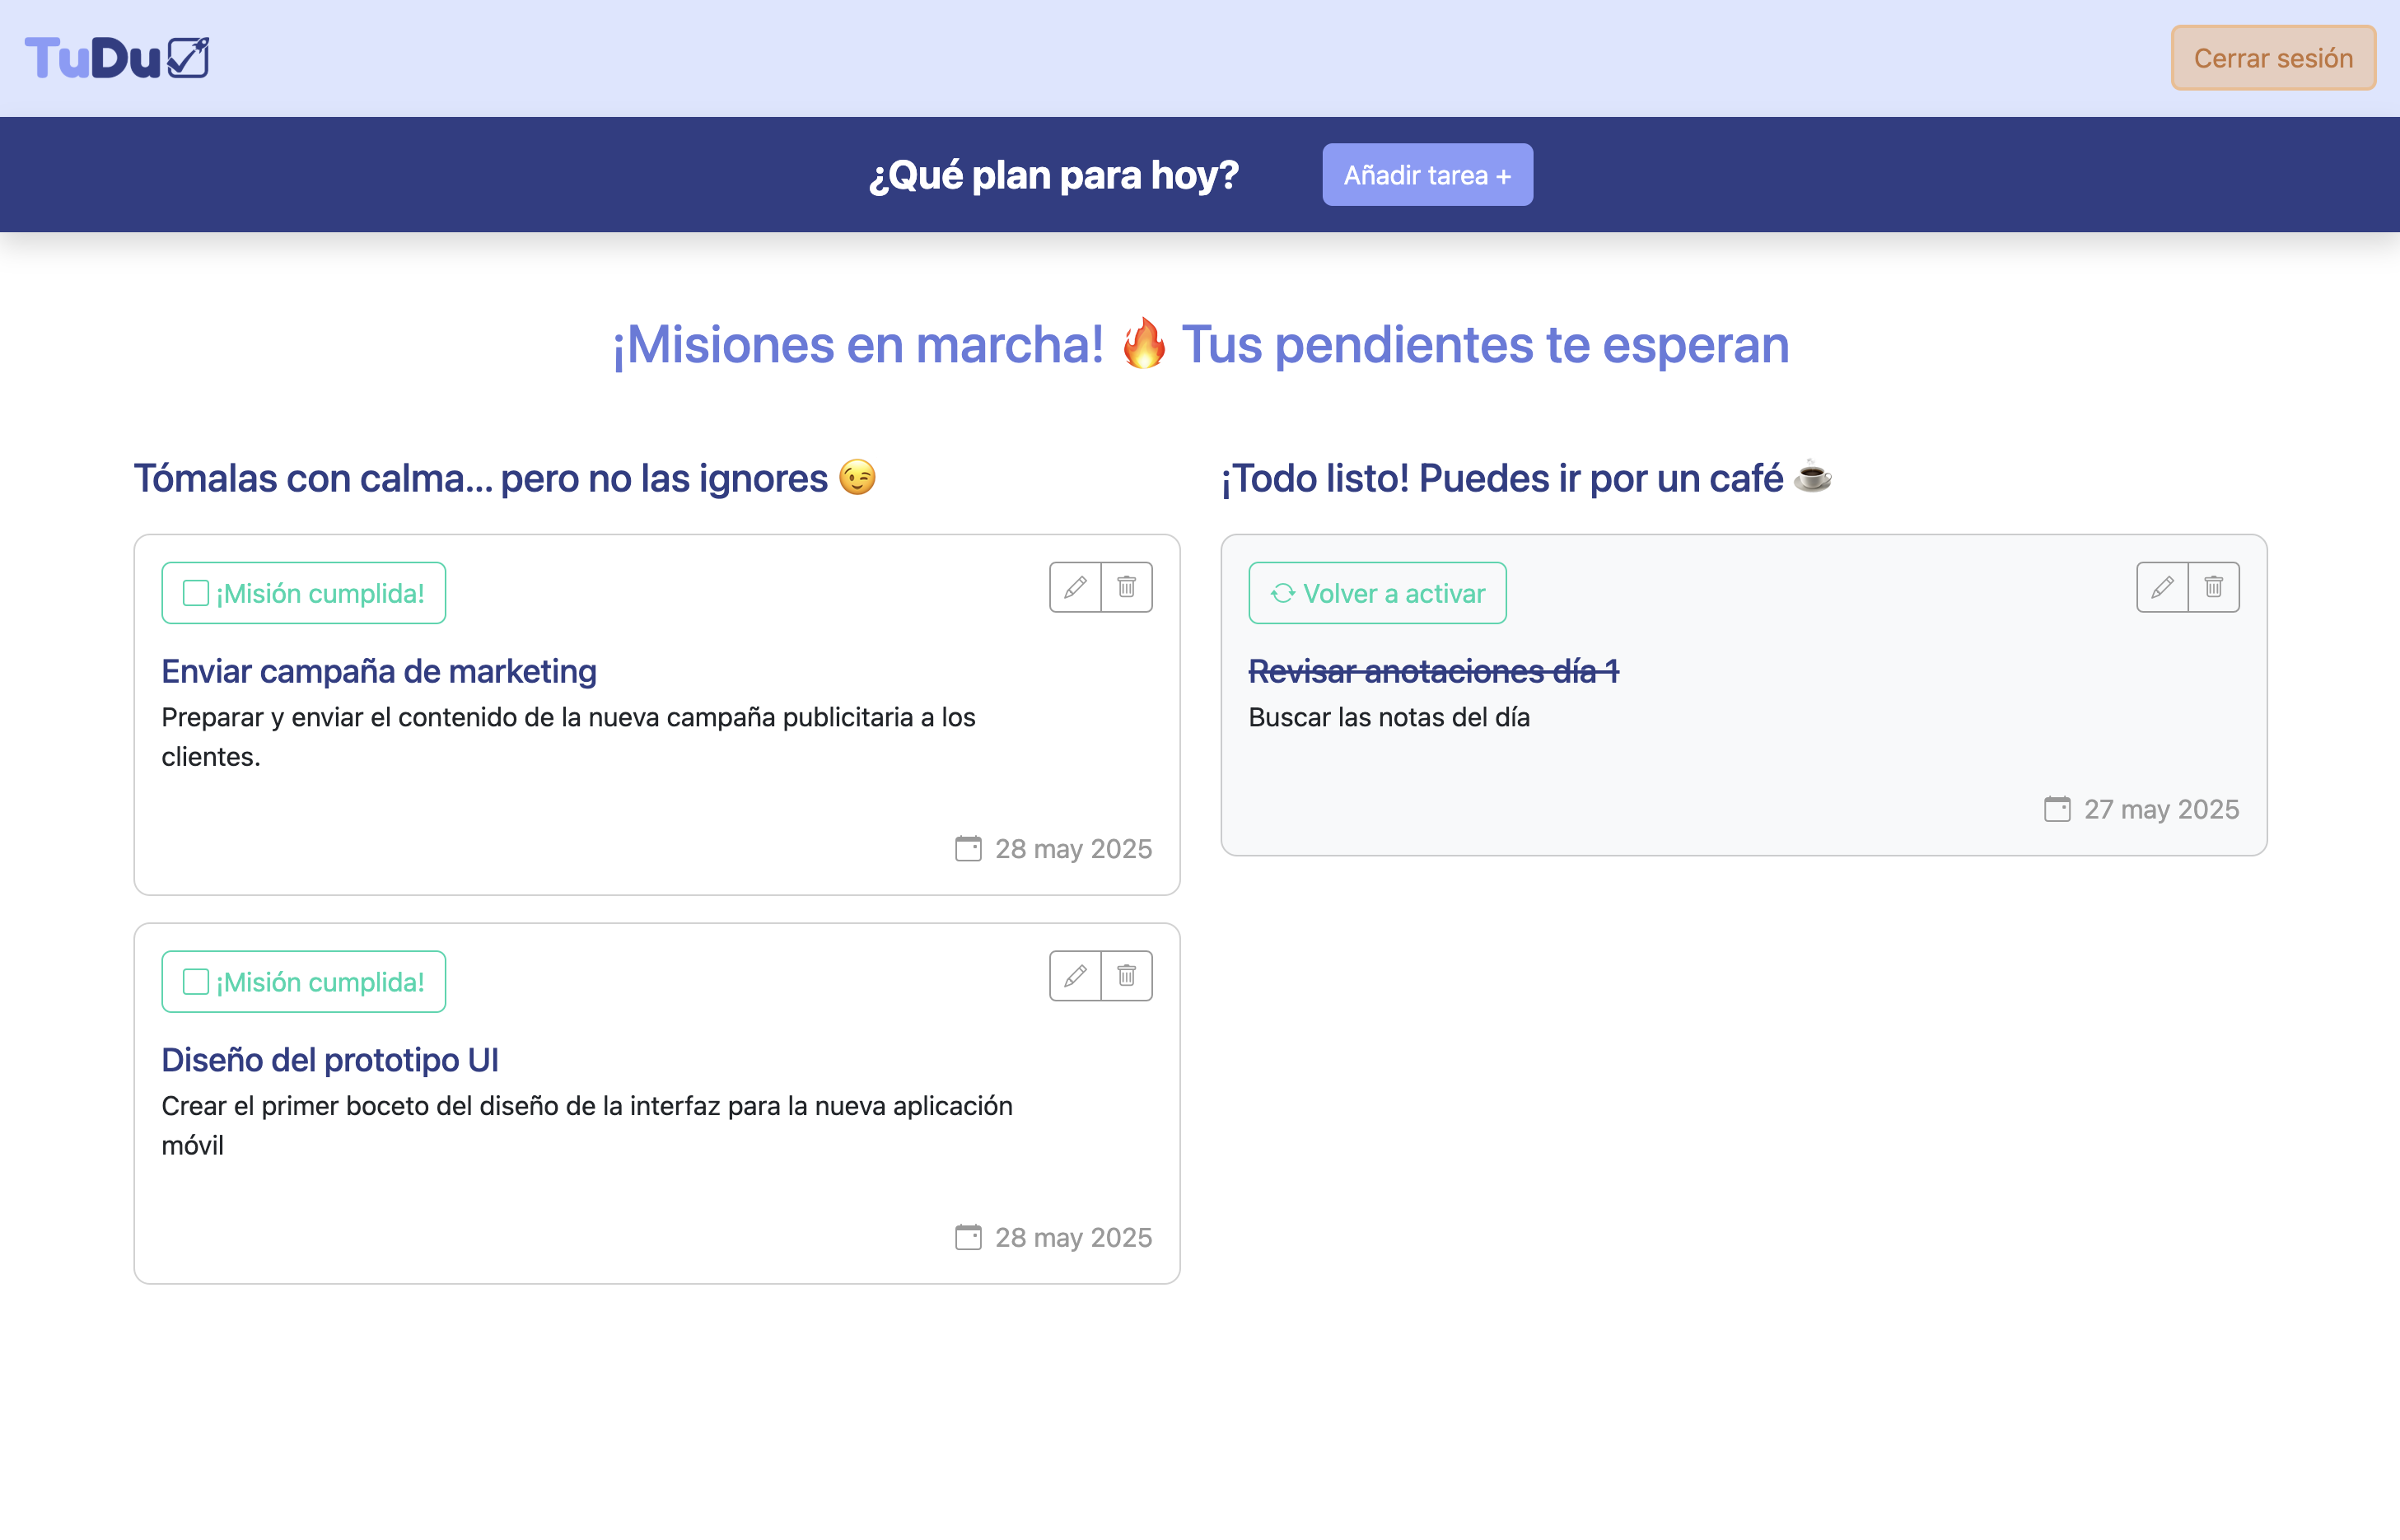 TuDu
Cerrar sesión
¿Qué plan para hoy?
Añadir tarea +
¡Misiones en marcha! 🔥 Tus pendientes te esperan
Tómalas con calma... pero no las ignores 😉
¡Misión cumplida!
Enviar campaña de marketing
Preparar y enviar el contenido de la nueva campaña publicitaria a los
clientes.
28 may 2025
¡Misión cumplida!
Diseño del prototipo UI
Crear el primer boceto del diseño de la interfaz para la nueva aplicación
móvil
28 may 2025
¡Todo listo! Puedes ir por un café ☕
Volver a activar
Revisar anotaciones día 1
Buscar las notas del día
27 may 2025